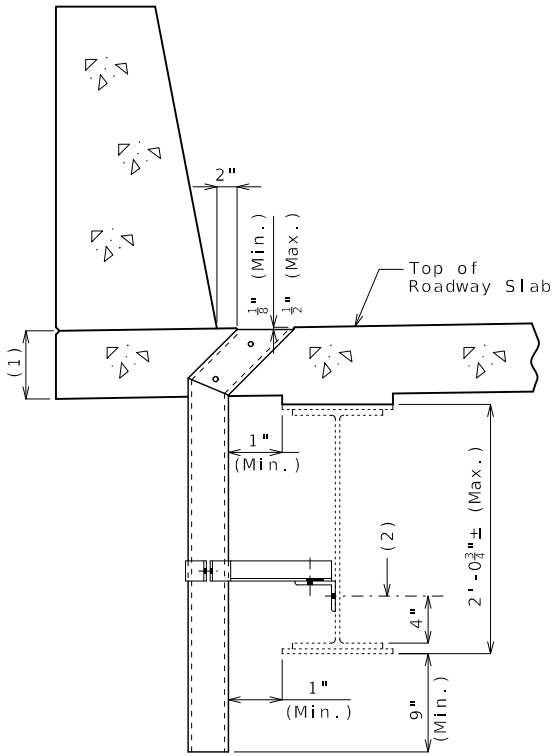 2"
1/8" (Min.)
1/2" (Max.)
Top of
Roadway Slab
(1)
1"
(Min.)
2'-0 3/4"± (Max.)
(2)
4"
1"
(Min.)
9"
(Min.)